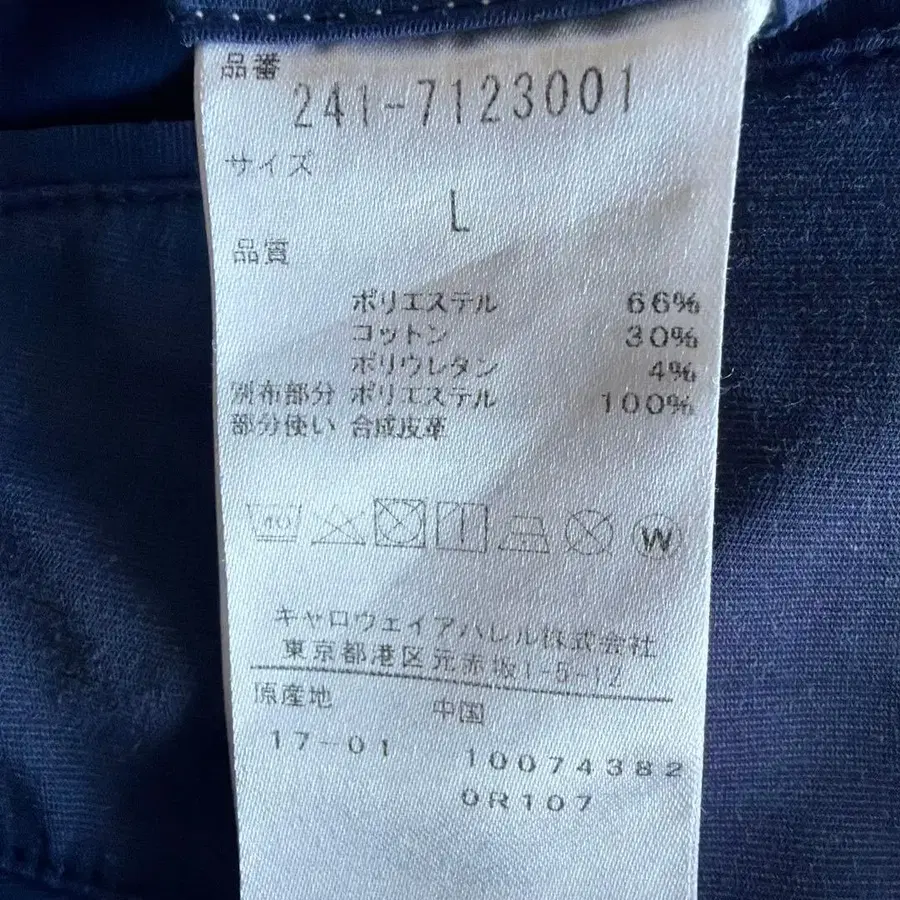 品番
241-7123001
サイズ
L
品質
ポリエステル 66%
コットン 30%
ポリウレタン 4%
別布部分 ポリエステル 100%
部分使い 合成皮革
40 W
キャロウェイアパレル株式会社
東京都港区元赤坂1-5-12
原産地 中国
17-01 10074382
0R107